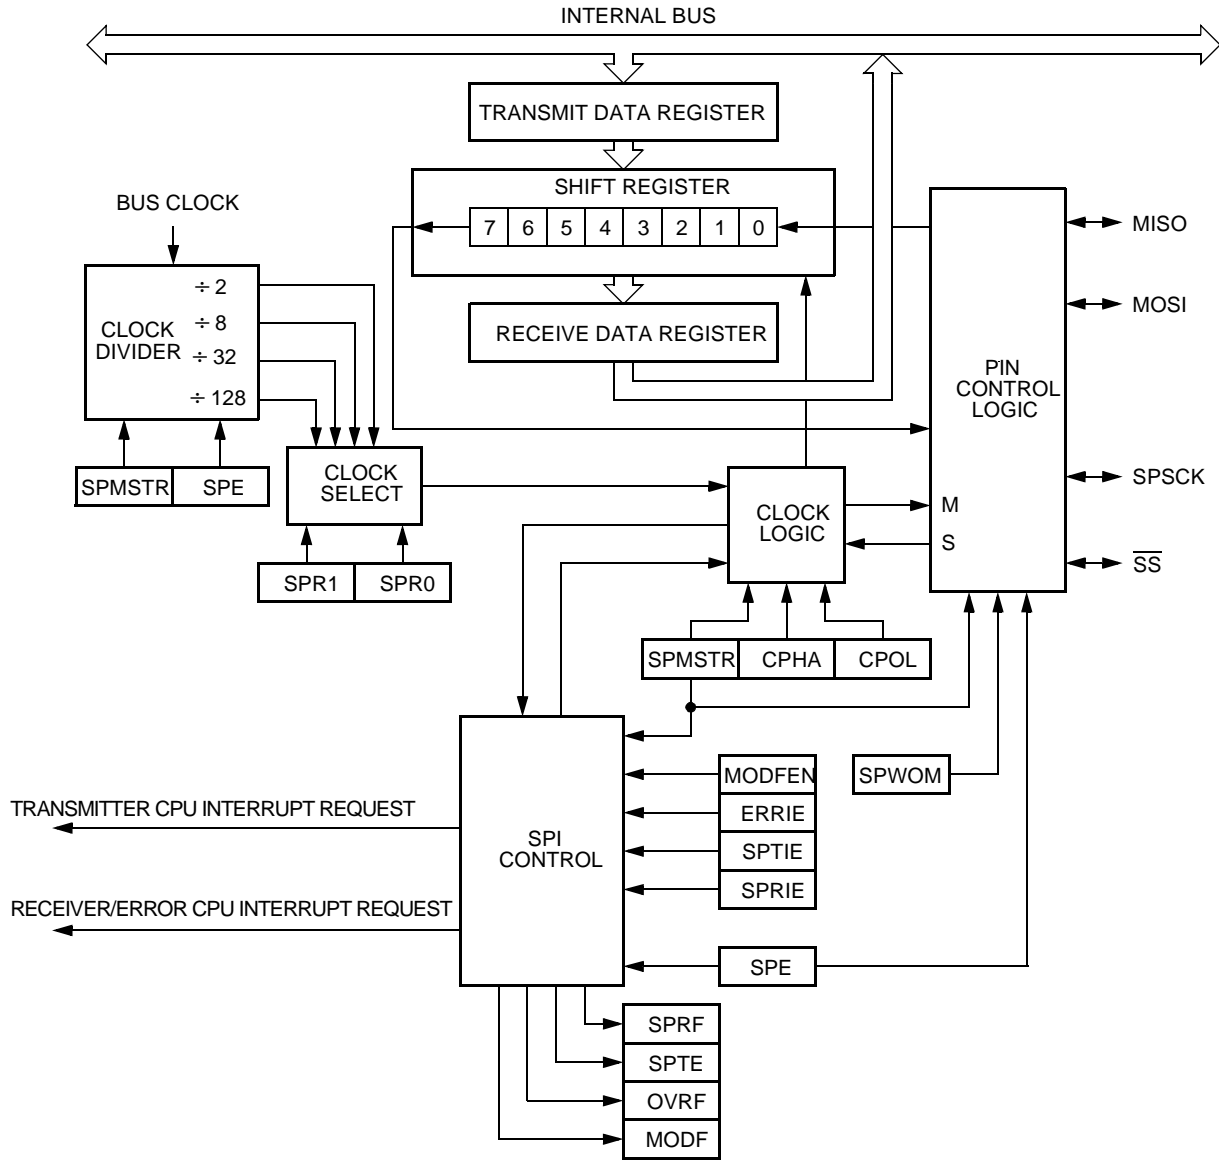 INTERNAL BUS
TRANSMIT DATA REGISTER
SHIFT REGISTER
7 6 5 4 3 2 1 0
RECEIVE DATA REGISTER
BUS CLOCK
CLOCK
DIVIDER
÷ 2
÷ 8
÷ 32
÷ 128
SPMSTR SPE
CLOCK
SELECT
SPR1 SPR0
CLOCK
LOGIC
SPMSTR CPHA CPOL
PIN
CONTROL
LOGIC
M
S
MISO
MOSI
SPSCK
SS
SPI
CONTROL
MODFEN
ERRIE
SPTIE
SPRIE
SPE
SPWOM
TRANSMITTER CPU INTERRUPT REQUEST
RECEIVER/ERROR CPU INTERRUPT REQUEST
SPRF
SPTE
OVRF
MODF